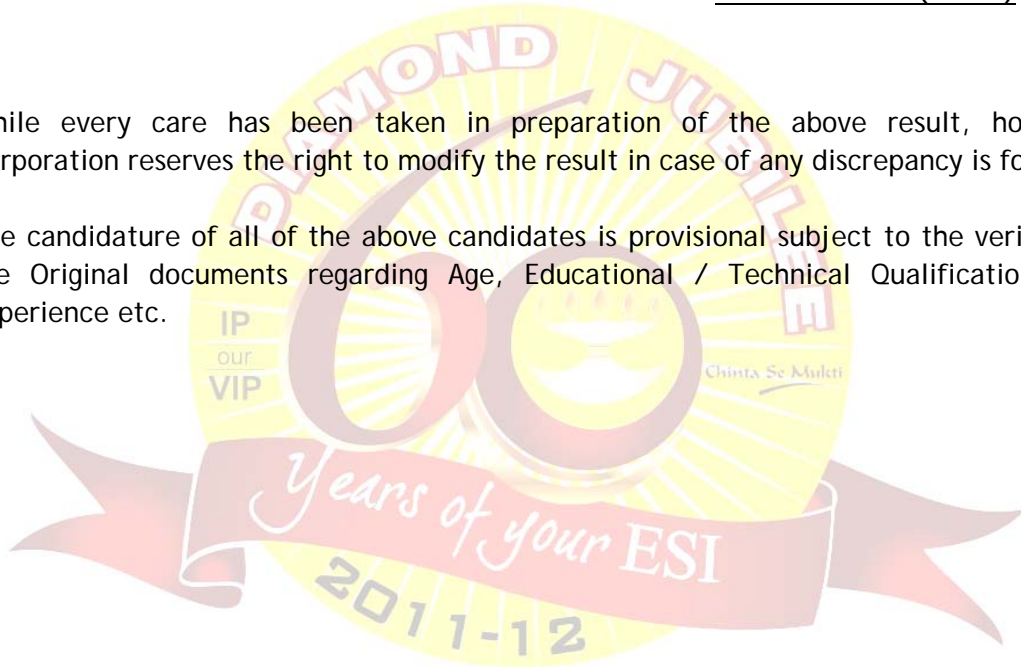 DIAMOND JUBILEE
hile every care has been taken in preparation of the above result, ho
rporation reserves the right to modify the result in case of any discrepancy is fo
e candidature of all of the above candidates is provisional subject to the veri
e Original documents regarding Age, Educational / Technical Qualificatio
perience etc.
IP
our
VIP
60
Chinta Se Mukti
Years of your ESI
2011-12